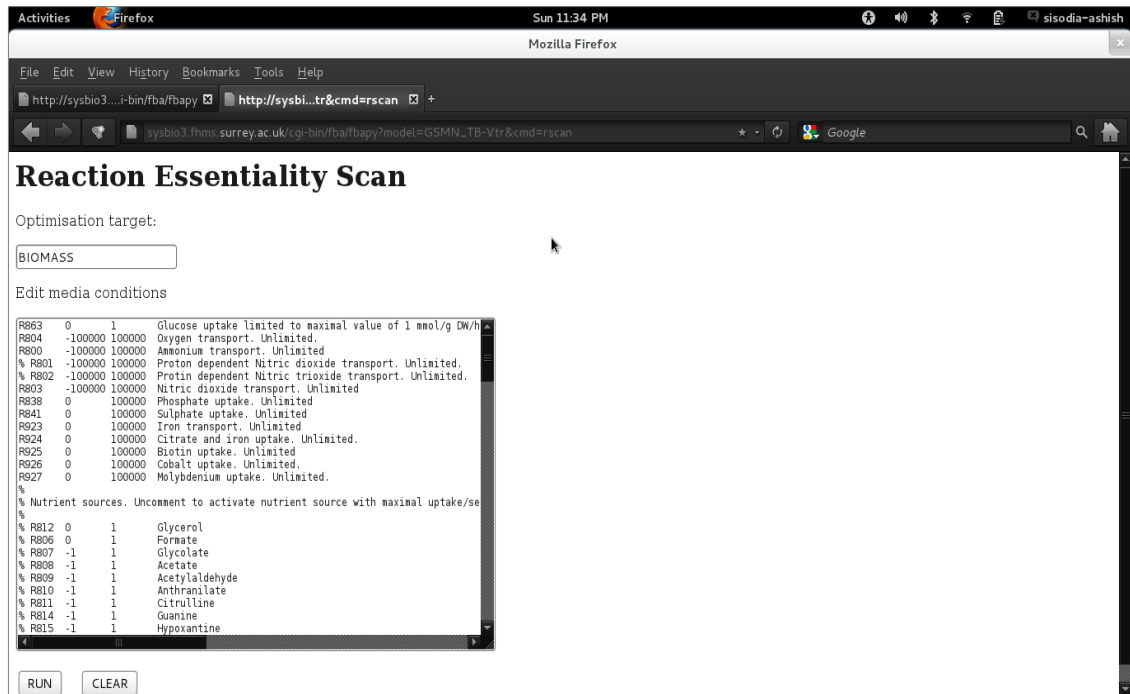 Activities Firefox Sun 11:34 PM sisodia-ashish
Mozilla Firefox
File Edit View History Bookmarks Tools Help
http://sysbio3....i-bin/fba/fbapy http://sysbi...tr&cmd=rscan +
sysbio3.fhms.surrey.ac.uk/cgi-bin/fba/fbapy?model=GSMN_TB-Vtr&cmd=rscan Google
Reaction Essentiality Scan
Optimisation target:
BIOMASS
Edit media conditions
R863 0 1 Glucose uptake limited to maximal value of 1 mmol/g DW/h
R804 -100000 100000 Oxygen transport. Unlimited.
R800 -100000 100000 Ammonium transport. Unlimited
% R801 -100000 100000 Proton dependent Nitric dioxide transport. Unlimited.
% R802 -100000 100000 Protin dependent Nitric trioxide transport. Unlimited.
R803 -100000 100000 Nitric dioxide transport. Unlimited
R838 0 100000 Phosphate uptake. Unlimited
R841 0 100000 Sulphate uptake. Unlimited
R923 0 100000 Iron transport. Unlimited
R924 0 100000 Citrate and iron uptake. Unlimited.
R925 0 100000 Biotin uptake. Unlimited
R926 0 100000 Cobalt uptake. Unlimited.
R927 0 100000 Molybdenium uptake. Unlimited.
%
% Nutrient sources. Uncomment to activate nutrient source with maximal uptake/se
%
% R812 0 1 Glycerol
% R806 0 1 Formate
% R807 -1 1 Glycolate
% R808 -1 1 Acetate
% R809 -1 1 Acetylaldehyde
% R810 -1 1 Anthranilate
% R811 -1 1 Citrulline
% R814 -1 1 Guanine
% R815 -1 1 Hypoxantine
RUN CLEAR